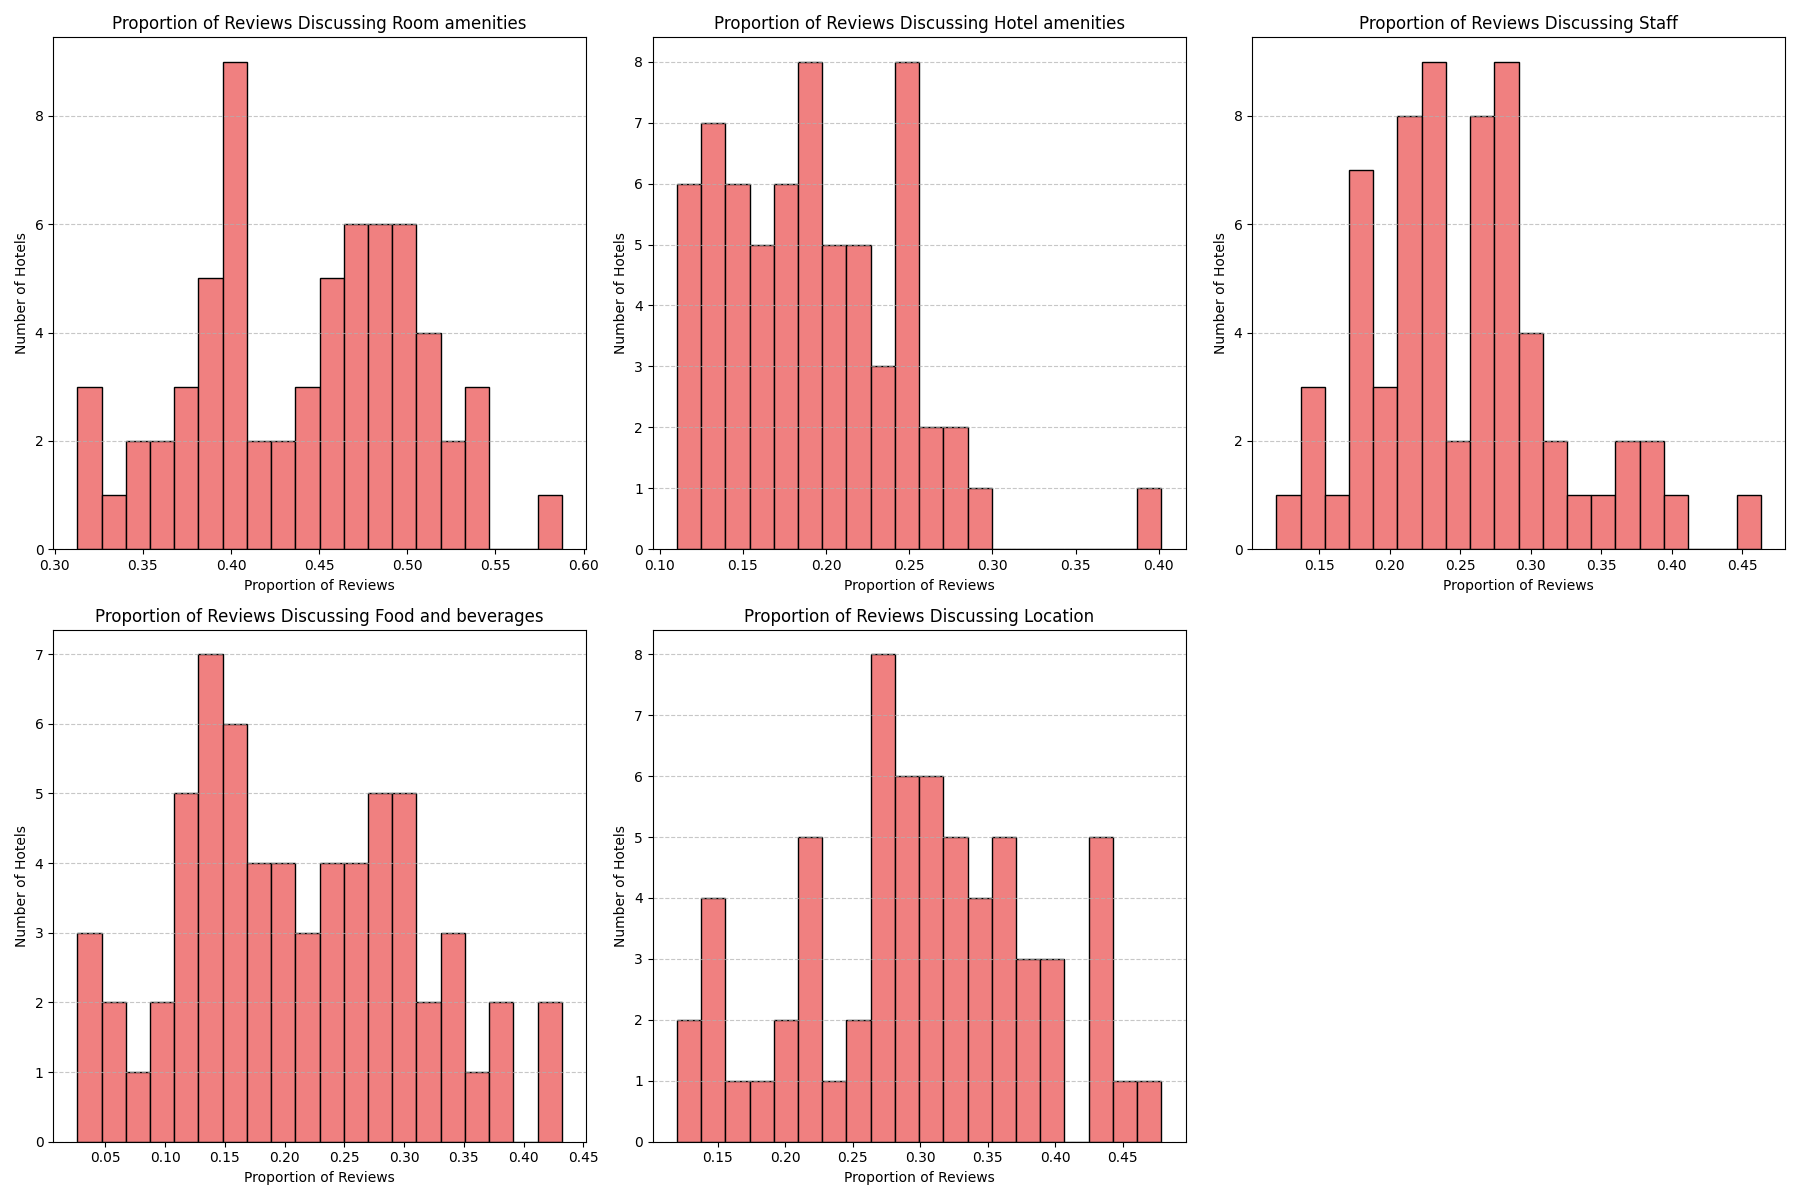 Proportion of Reviews Discussing Room amenities
Number of Hotels
8
6
4
2
0
0.30 0.35 0.40 0.45 0.50 0.55 0.60
Proportion of Reviews
Proportion of Reviews Discussing Hotel amenities
Number of Hotels
8
7
6
5
4
3
2
1
0
0.10 0.15 0.20 0.25 0.30 0.35 0.40
Proportion of Reviews
Proportion of Reviews Discussing Staff
Number of Hotels
8
6
4
2
0
0.15 0.20 0.25 0.30 0.35 0.40 0.45
Proportion of Reviews
Proportion of Reviews Discussing Food and beverages
Number of Hotels
7
6
5
4
3
2
1
0
0.05 0.10 0.15 0.20 0.25 0.30 0.35 0.40 0.45
Proportion of Reviews
Proportion of Reviews Discussing Location
Number of Hotels
8
7
6
5
4
3
2
1
0
0.15 0.20 0.25 0.30 0.35 0.40 0.45
Proportion of Reviews